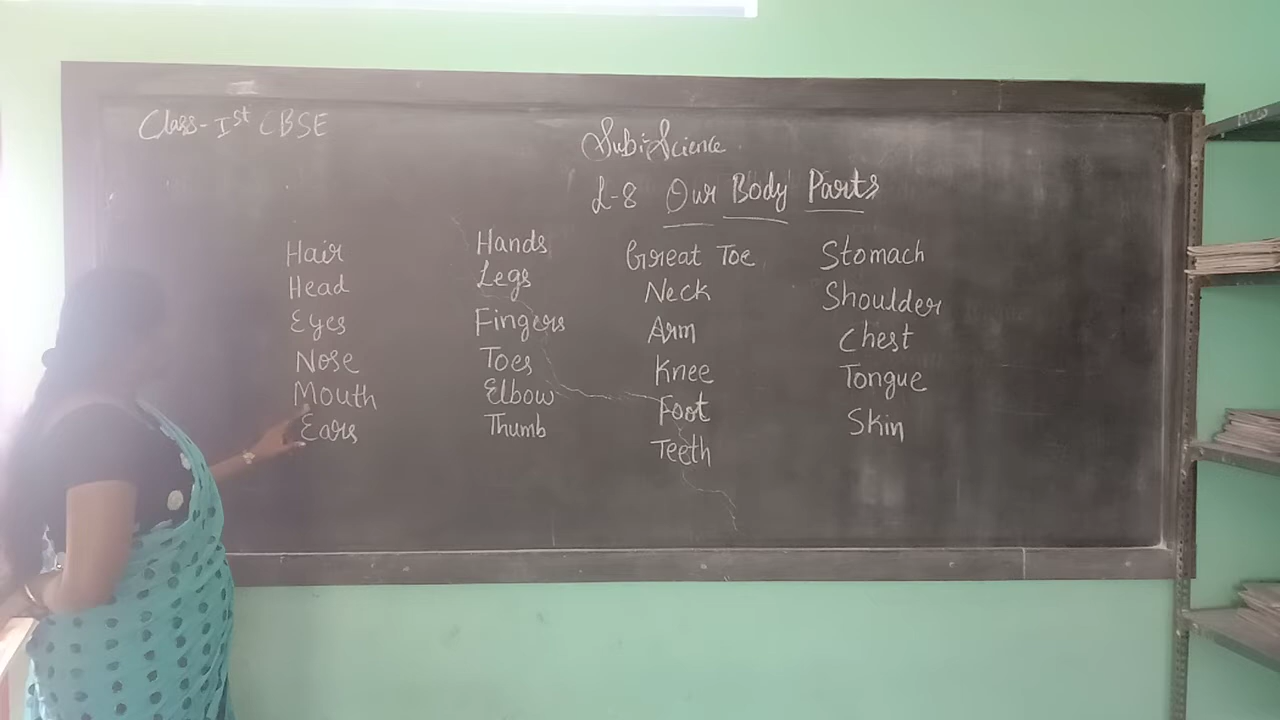 Class-Ist CBSE
Sub:-Science
L-8 Our Body Parts
Hair
Head
Eyes
Nose
Mouth
Ears
Hands
Legs
Fingers
Toes
Elbow
Thumb
Great Toe
Neck
Arm
Knee
Foot
Teeth
Stomach
Shoulder
Chest
Tongue
Skin